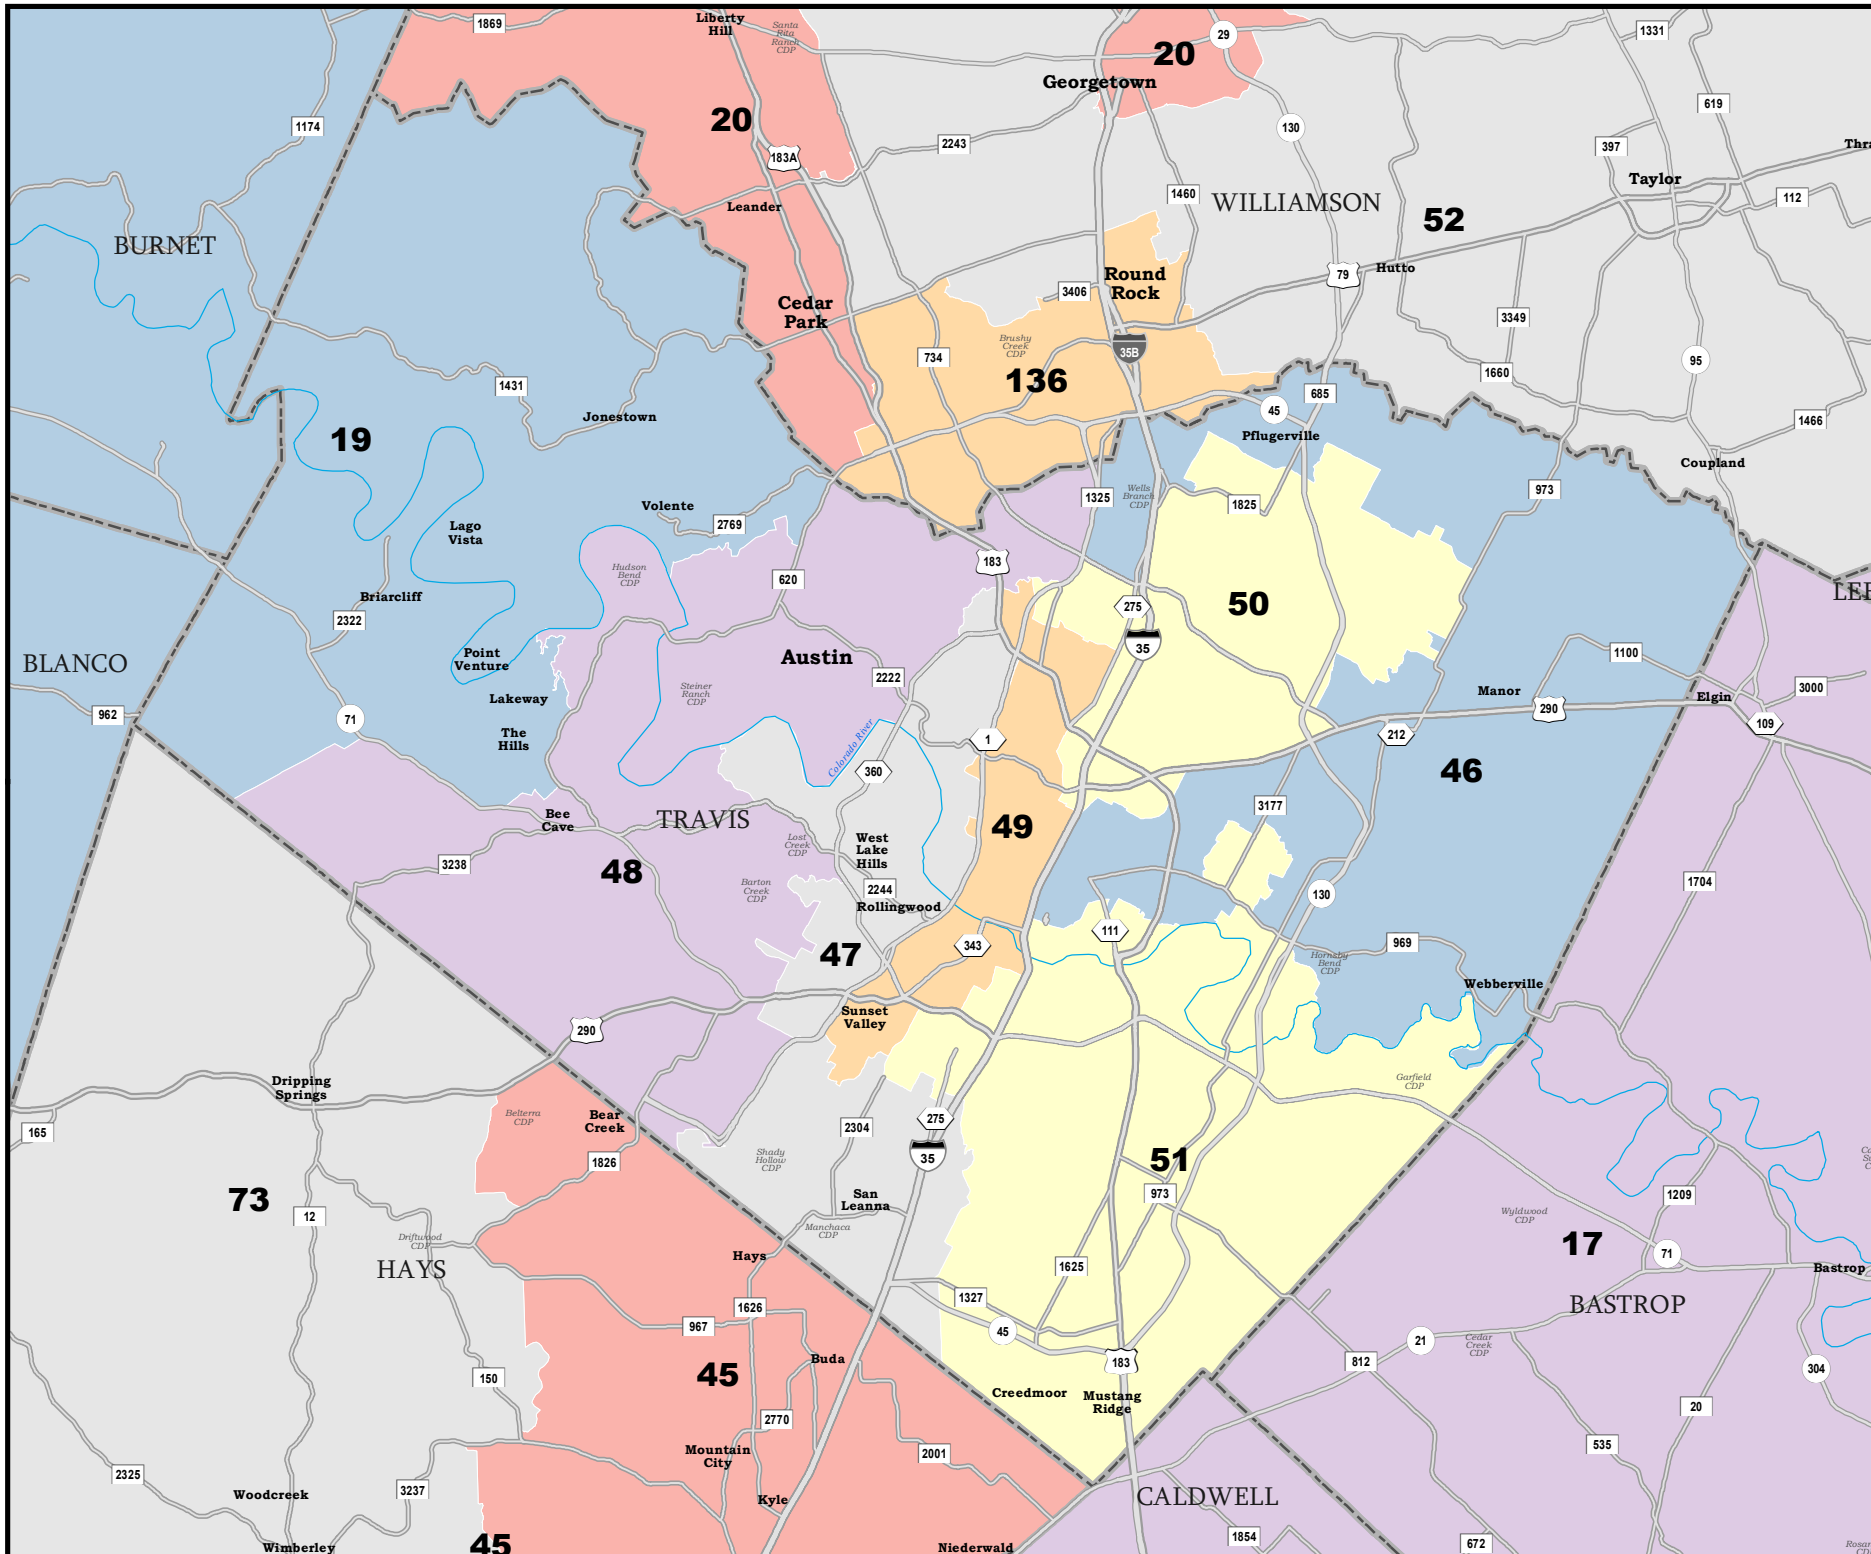 1869
Liberty
Hill
Santa
Rita
Ranch
CDP
20
29
1331
Georgetown
20
183A
1174
130
619
2243
397
Thra
Taylor
1460
112
Leander
WILLIAMSON
52
BURNET
79
Hutto
Round
Rock
3406
Cedar
Park
3349
Brushy
Creek
CDP
35B
734
136
95
1660
1431
685
Jonestown
45
1466
19
Pflugerville
Coupland
Volente
2769
Lago
Vista
1325
Wells
Branch
CDP
1825
973
183
Hudson
Bend
CDP
620
LEE
Briarcliff
2322
275
50
35
BLANCO
Point
Venture
Austin
2222
1100
Steiner
Ranch
CDP
Lakeway
Manor
Elgin
3000
962
71
The
Hills
290
109
Colorado River
1
212
360
46
Bee
Cave
TRAVIS
3177
49
Lost
Creek
CDP
West
Lake
Hills
3238
48
Barton
Creek
CDP
2244
130
1704
Rollingwood
47
343
111
969
Hornsby
Bend
CDP
Webberville
Sunset
Valley
290
Dripping
Springs
Garfield
CDP
165
Belterra
CDP
Bear
Creek
275
2304
35
1826
Shady
Hollow
CDP
51
973
73
12
San
Leanna
1209
Manchaca
CDP
Wyldwood
CDP
17
Driftwood
CDP
HAYS
Hays
71
Bastrop
1625
1327
BASTROP
1626
967
45
21
Cedar
Creek
CDP
Buda
183
812
304
45
150
Creedmoor
Mustang
Ridge
20
2770
Mountain
City
2001
535
2325
Woodcreek
3237
Kyle
CALDWELL
1854
672
Wimberley
45
Niederwald